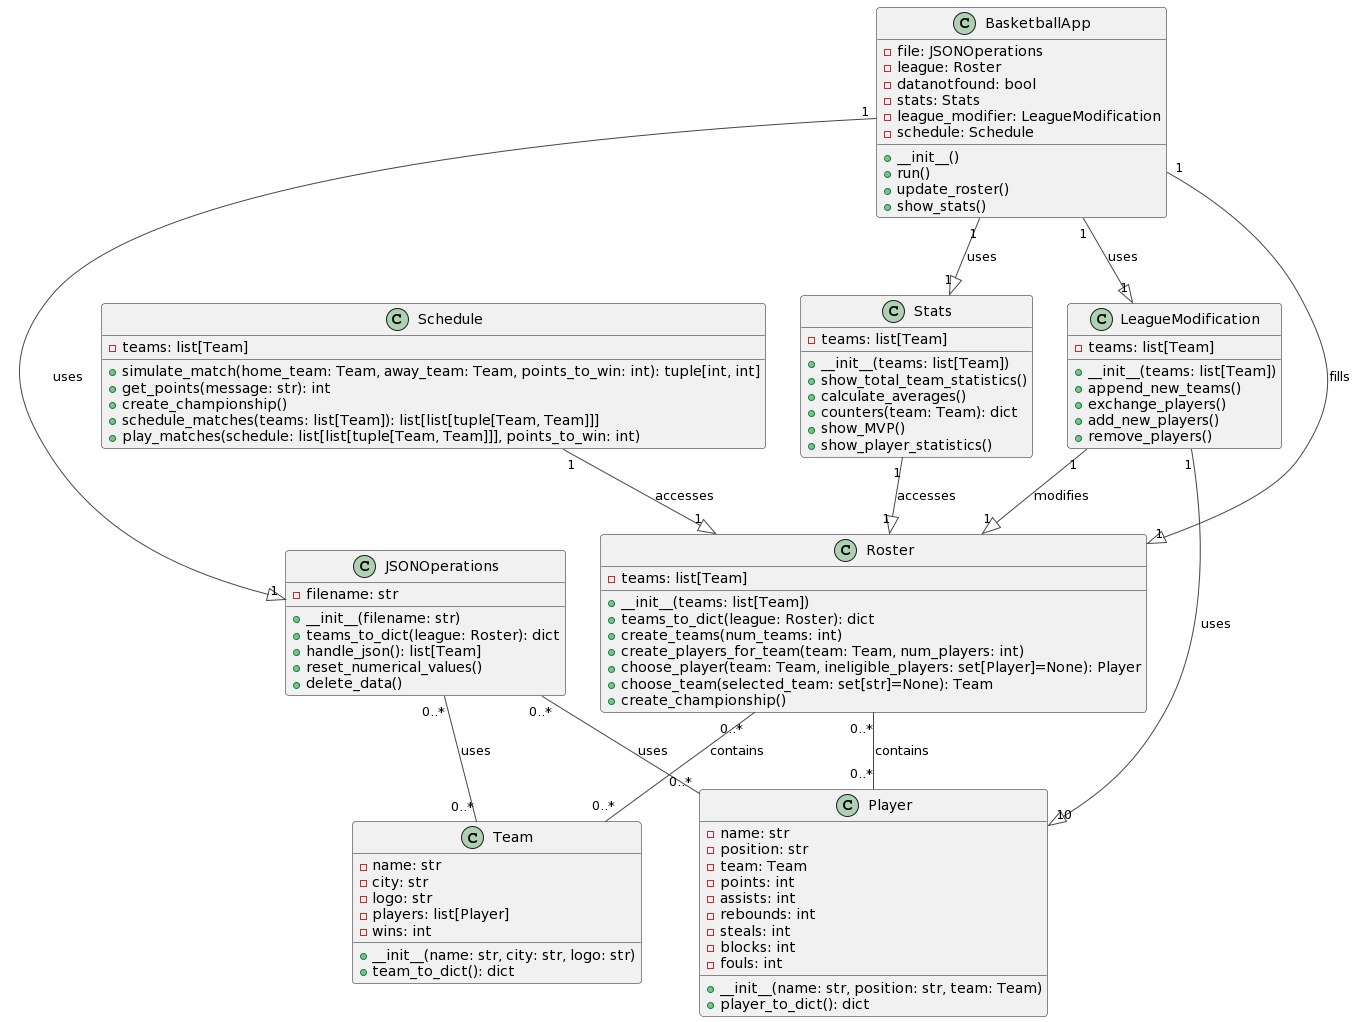 C BasketballApp
file: JSONOperations
league: Roster
datanotfound: bool
stats: Stats
league_modifier: LeagueModification
schedule: Schedule
__init__()
run()
update_roster()
show_stats()
1
1
1
1
uses
uses
uses
fills
1
1
C Schedule
teams: list[Team]
simulate_match(home_team: Team, away_team: Team, points_to_win: int): tuple[int, int]
get_points(message: str): int
create_championship()
schedule_matches(teams: list[Team]): list[list[tuple[Team, Team]]]
play_matches(schedule: list[list[tuple[Team, Team]]], points_to_win: int)
C Stats
teams: list[Team]
__init__(teams: list[Team])
show_total_team_statistics()
calculate_averages()
counters(team: Team): dict
show_MVP()
show_player_statistics()
C LeagueModification
teams: list[Team]
__init__(teams: list[Team])
append_new_teams()
exchange_players()
add_new_players()
remove_players()
1
1
1
1
accesses
accesses
modifies
uses
1
1
1
1
1
10
C JSONOperations
filename: str
__init__(filename: str)
teams_to_dict(league: Roster): dict
handle_json(): list[Team]
reset_numerical_values()
delete_data()
C Roster
teams: list[Team]
__init__(teams: list[Team])
teams_to_dict(league: Roster): dict
create_teams(num_teams: int)
create_players_for_team(team: Team, num_players: int)
choose_player(team: Team, ineligible_players: set[Player]=None): Player
choose_team(selected_team: set[str]=None): Team
create_championship()
0..*
0..*
0..*
0..*
uses
uses
contains
contains
0..*
0..*
0..*
0..*
C Team
name: str
city: str
logo: str
players: list[Player]
wins: int
__init__(name: str, city: str, logo: str)
team_to_dict(): dict
C Player
name: str
position: str
team: Team
points: int
assists: int
rebounds: int
steals: int
blocks: int
fouls: int
__init__(name: str, position: str, team: Team)
player_to_dict(): dict